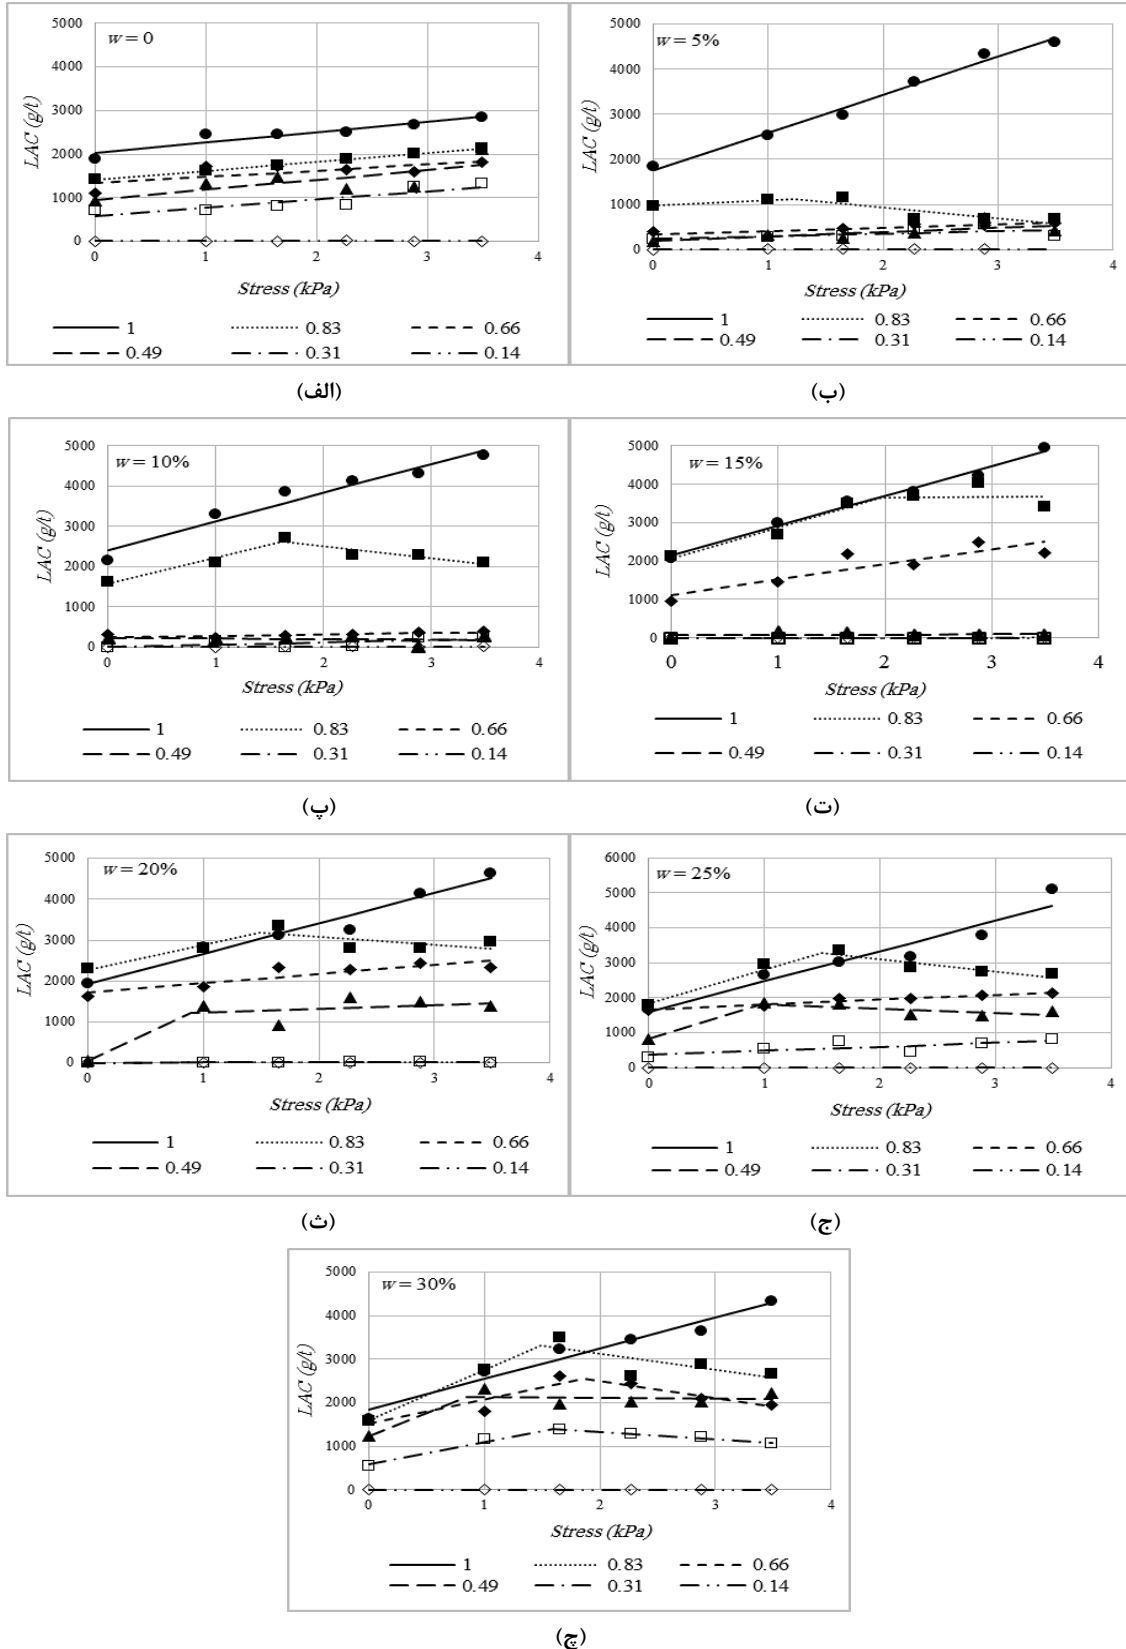 w = 0
5000
4000
3000
2000
1000
0
LAC (g/t)
0 1 2 3 4
Stress (kPa)
1 0.83 0.66
0.49 0.31 0.14
(الف)
w = 5%
5000
4000
3000
2000
1000
0
LAC (g/t)
0 1 2 3 4
Stress (kPa)
1 0.83 0.66
0.49 0.31 0.14
(ب)
w = 10%
5000
4000
3000
2000
1000
0
LAC (g/t)
0 1 2 3 4
Stress (kPa)
1 0.83 0.66
0.49 0.31 0.14
(پ)
w = 15%
5000
4000
3000
2000
1000
0
LAC (g/t)
0 1 2 3 4
Stress (kPa)
1 0.83 0.66
0.49 0.31 0.14
(ت)
w = 20%
5000
4000
3000
2000
1000
0
LAC (g/t)
0 1 2 3 4
Stress (kPa)
1 0.83 0.66
0.49 0.31 0.14
(ث)
w = 25%
6000
5000
4000
3000
2000
1000
0
LAC (g/t)
0 1 2 3 4
Stress (kPa)
1 0.83 0.66
0.49 0.31 0.14
(ج)
w = 30%
5000
4000
3000
2000
1000
0
LAC (g/t)
0 1 2 3 4
Stress (kPa)
1 0.83 0.66
0.49 0.31 0.14
(چ)